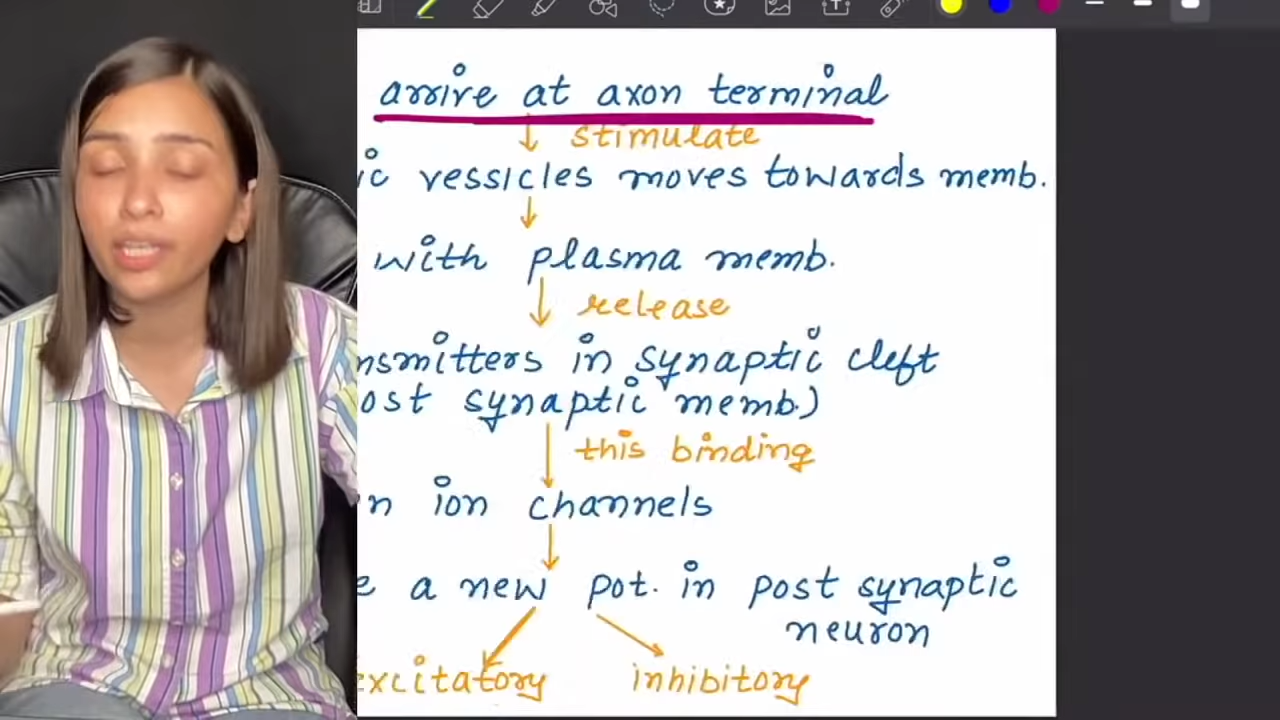 arrive at axon terminal
stimulate
ic vessicles moves towards memb.
with plasma memb.
release
nsmitters in synaptic cleft
ost synaptic memb.)
this binding
n ion channels
e a new pot. in post synaptic
neuron
excitatory inhibitory